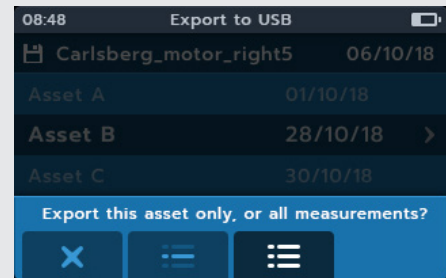 08:48 Export to USB
Carlsberg_motor_right5 06/10/18
Asset A 01/10/18
Asset B 28/10/18
Asset C 30/10/18
Export this asset only, or all measurements?